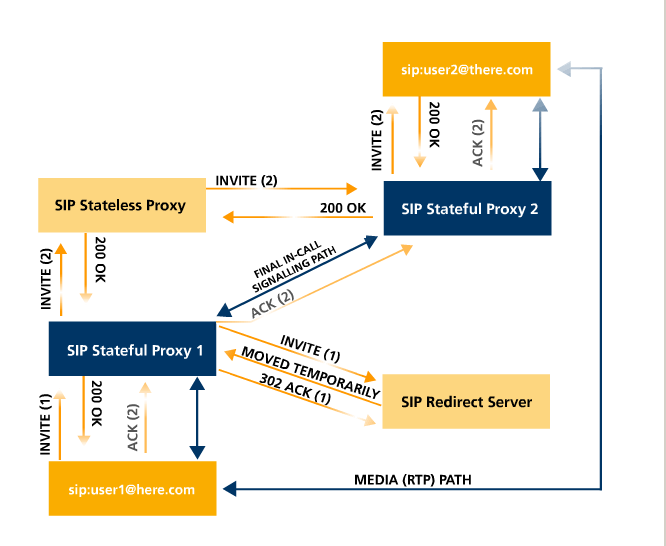 sip:user2@there.com
INVITE (2)
200 OK
ACK (2)
INVITE (2)
SIP Stateless Proxy
200 OK
SIP Stateful Proxy 2
INVITE (2)
200 OK
FINAL IN-CALL
SIGNALLING PATH
ACK (2)
SIP Stateful Proxy 1
INVITE (1)
MOVED TEMPORARILY
302 ACK (1)
SIP Redirect Server
INVITE (1)
200 OK
ACK (2)
sip:user1@here.com
MEDIA (RTP) PATH